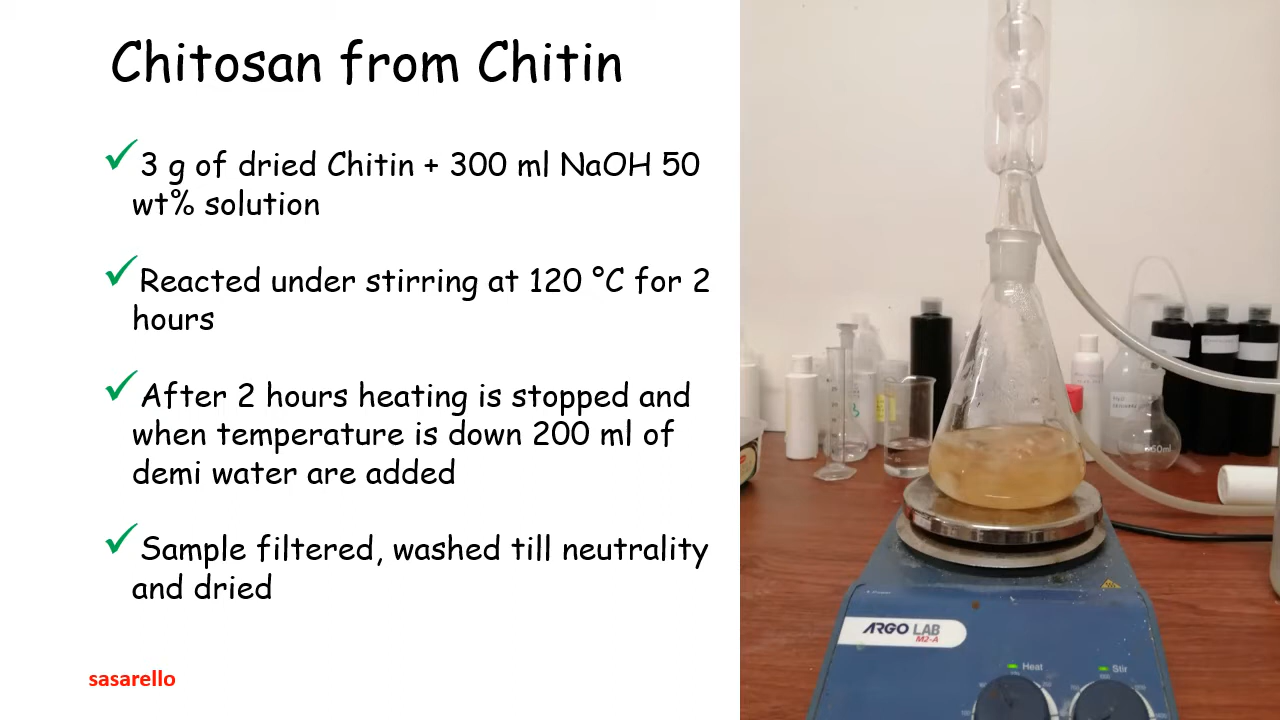 Chitosan from Chitin
3 g of dried Chitin + 300 ml NaOH 50
wt% solution
Reacted under stirring at 120 °C for 2
hours
After 2 hours heating is stopped and
when temperature is down 200 ml of
demi water are added
Sample filtered, washed till neutrality
and dried
sasarello
ARGO LAB
M2-A
Heat
Stir